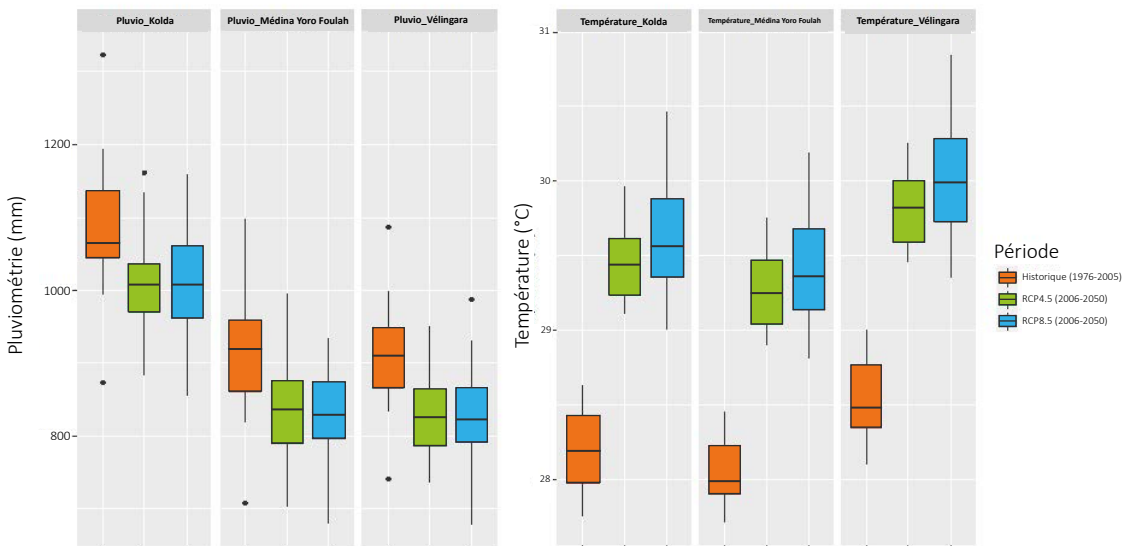 Pluvio_Kolda
Pluvio_Médina Yoro Foulah
Pluvio_Vélingara
Pluviométrie (mm)
1200
1000
800
Température_Kolda
Température_Médina Yoro Foulah
Température_Vélingara
Température (°C)
31
30
29
28
Période
Historique (1976-2005)
RCP4.5 (2006-2050)
RCP8.5 (2006-2050)